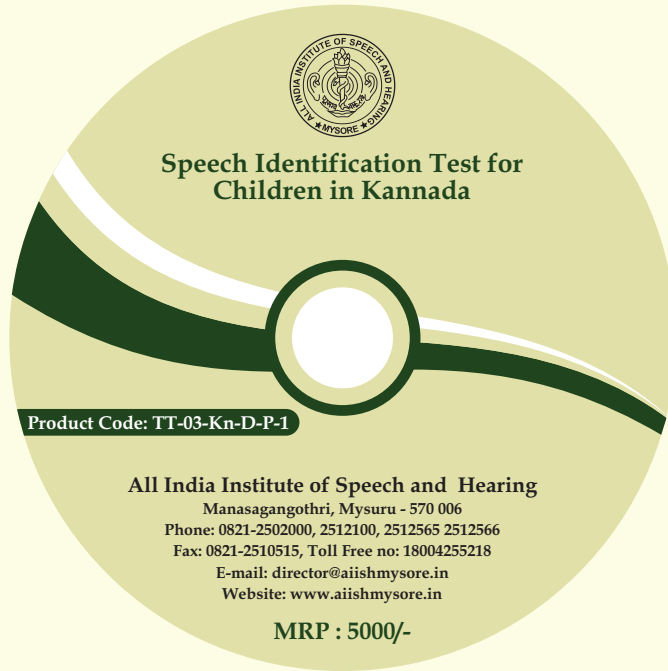 ALL INDIA INSTITUTE OF SPEECH AND HEARING
★ MYSORE ★
Speech Identification Test for
Children in Kannada
Product Code: TT-03-Kn-D-P-1
All India Institute of Speech and Hearing
Manasagangothri, Mysuru - 570 006
Phone: 0821-2502000, 2512100, 2512565 2512566
Fax: 0821-2510515, Toll Free no: 18004255218
E-mail: director@aiishmysore.in
Website: www.aiishmysore.in
MRP : 5000/-